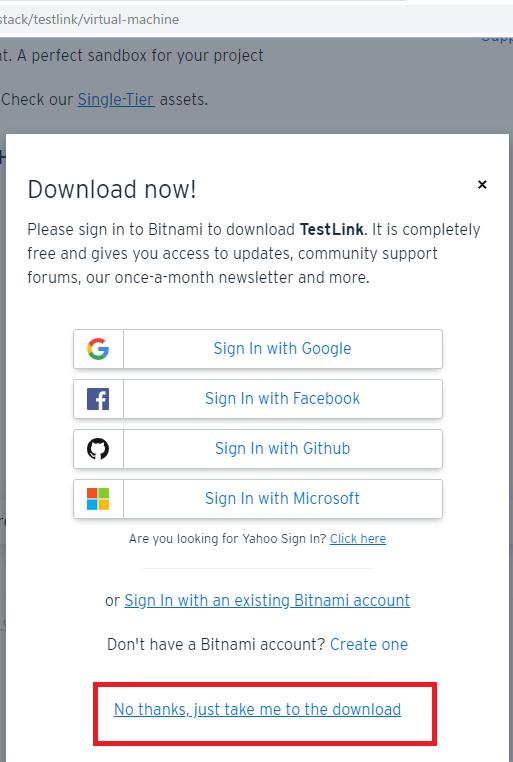 stack/testlink/virtual-machine
nt. A perfect sandbox for your project
Check our Single-Tier assets.
Download now!
×
Please sign in to Bitnami to download TestLink. It is completely
free and gives you access to updates, community support
forums, our once-a-month newsletter and more.
Sign In with Google
Sign In with Facebook
Sign In with Github
Sign In with Microsoft
Are you looking for Yahoo Sign In? Click here
or Sign In with an existing Bitnami account
Don't have a Bitnami account? Create one
No thanks, just take me to the download